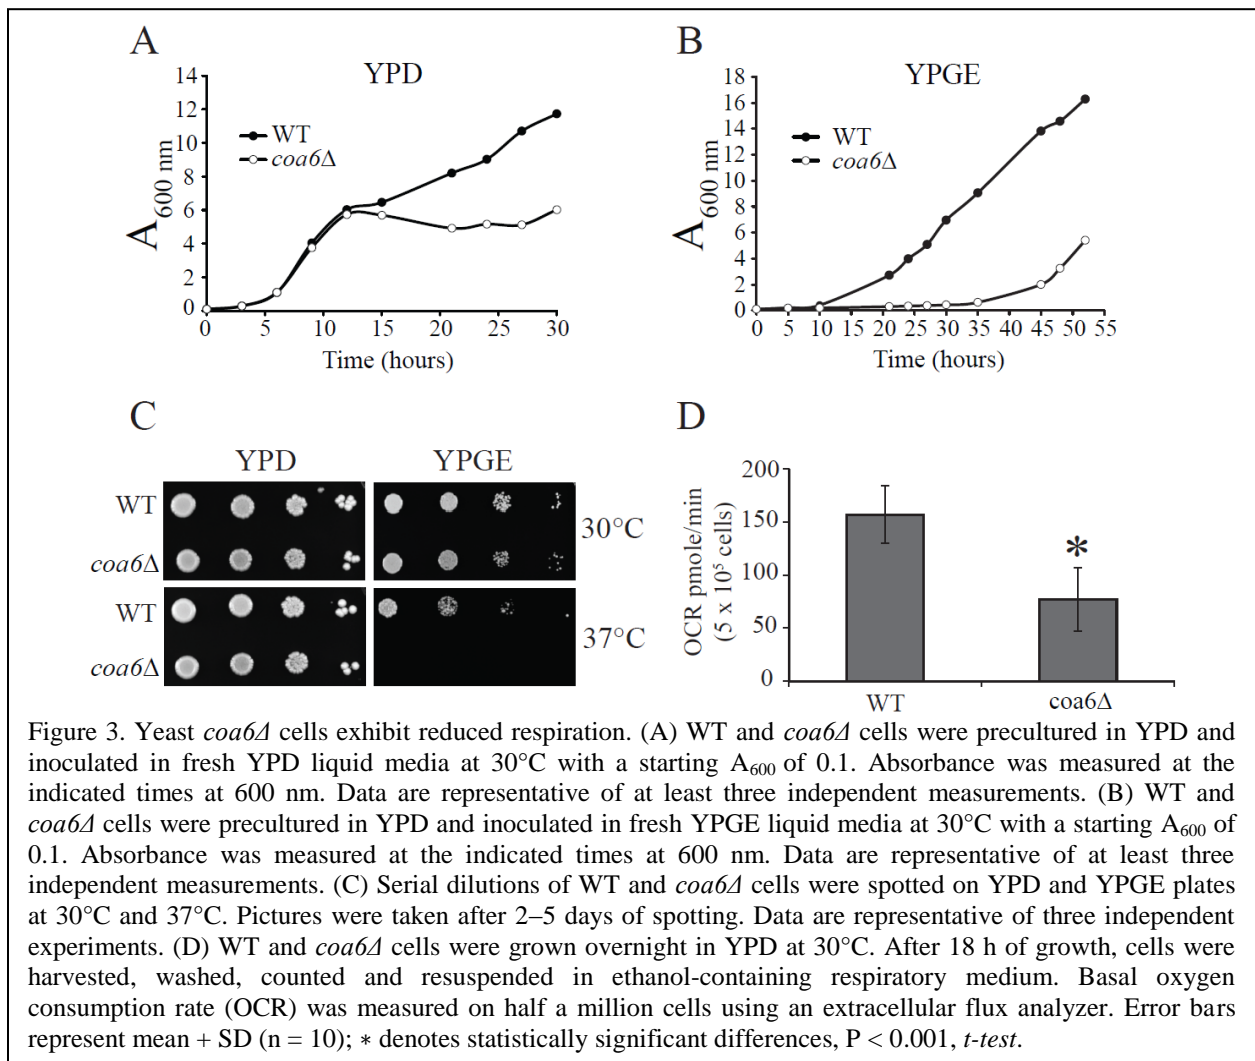 A
YPD
14
12
10
8
6
4
2
0
A600 nm
WT
coa6Δ
0 5 10 15 20 25 30
Time (hours)
B
YPGE
18
16
14
12
10
8
6
4
2
0
A600 nm
WT
coa6Δ
0 5 10 15 21 25 30 35 40 45 50 55
Time (hours)
C
YPD YPGE
WT
coa6Δ
30°C
WT
coa6Δ
37°C
D
200
150
100
50
0
OCR pmole/min
(5 x 10⁵ cells)
*
WT coa6Δ
Figure 3. Yeast coa6Δ cells exhibit reduced respiration. (A) WT and coa6Δ cells were precultured in YPD and
inoculated in fresh YPD liquid media at 30°C with a starting A600 of 0.1. Absorbance was measured at the
indicated times at 600 nm. Data are representative of at least three independent measurements. (B) WT and
coa6Δ cells were precultured in YPD and inoculated in fresh YPGE liquid media at 30°C with a starting A600 of
0.1. Absorbance was measured at the indicated times at 600 nm. Data are representative of at least three
independent measurements. (C) Serial dilutions of WT and coa6Δ cells were spotted on YPD and YPGE plates
at 30°C and 37°C. Pictures were taken after 2–5 days of spotting. Data are representative of three independent
experiments. (D) WT and coa6Δ cells were grown overnight in YPD at 30°C. After 18 h of growth, cells were
harvested, washed, counted and resuspended in ethanol-containing respiratory medium. Basal oxygen
consumption rate (OCR) was measured on half a million cells using an extracellular flux analyzer. Error bars
represent mean + SD (n = 10); * denotes statistically significant differences, P < 0.001, t-test.